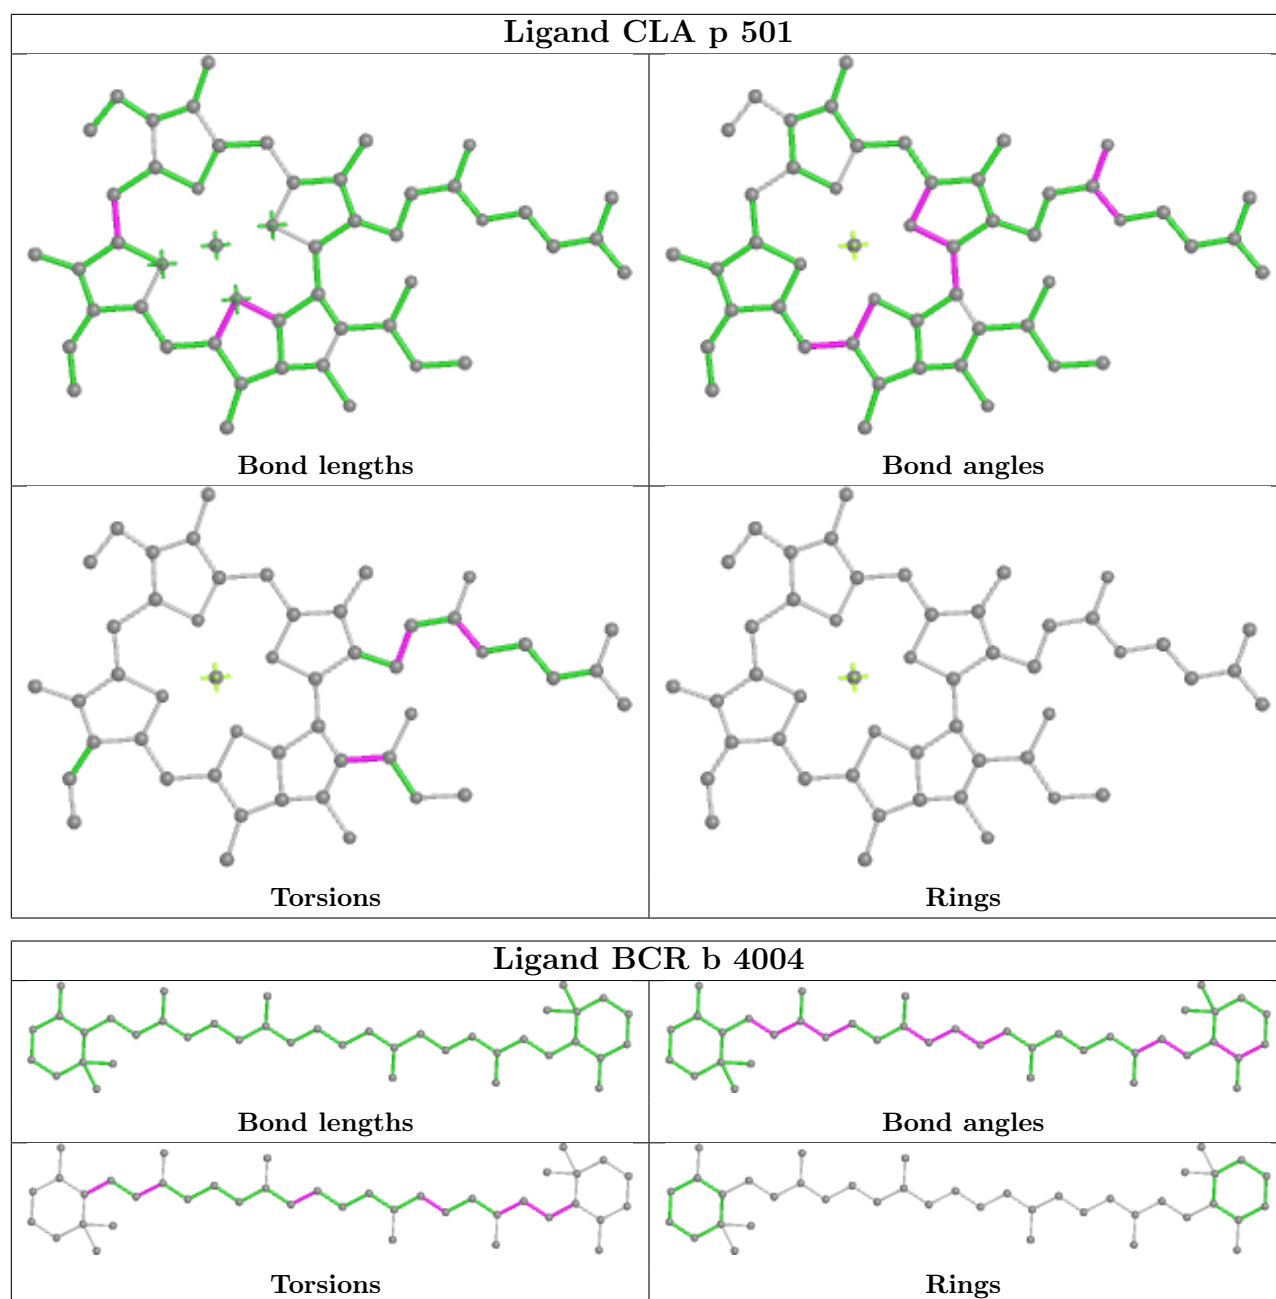 Ligand CLA p 501
Bond lengths
Bond angles
Torsions
Rings
Ligand BCR b 4004
Bond lengths
Bond angles
Torsions
Rings